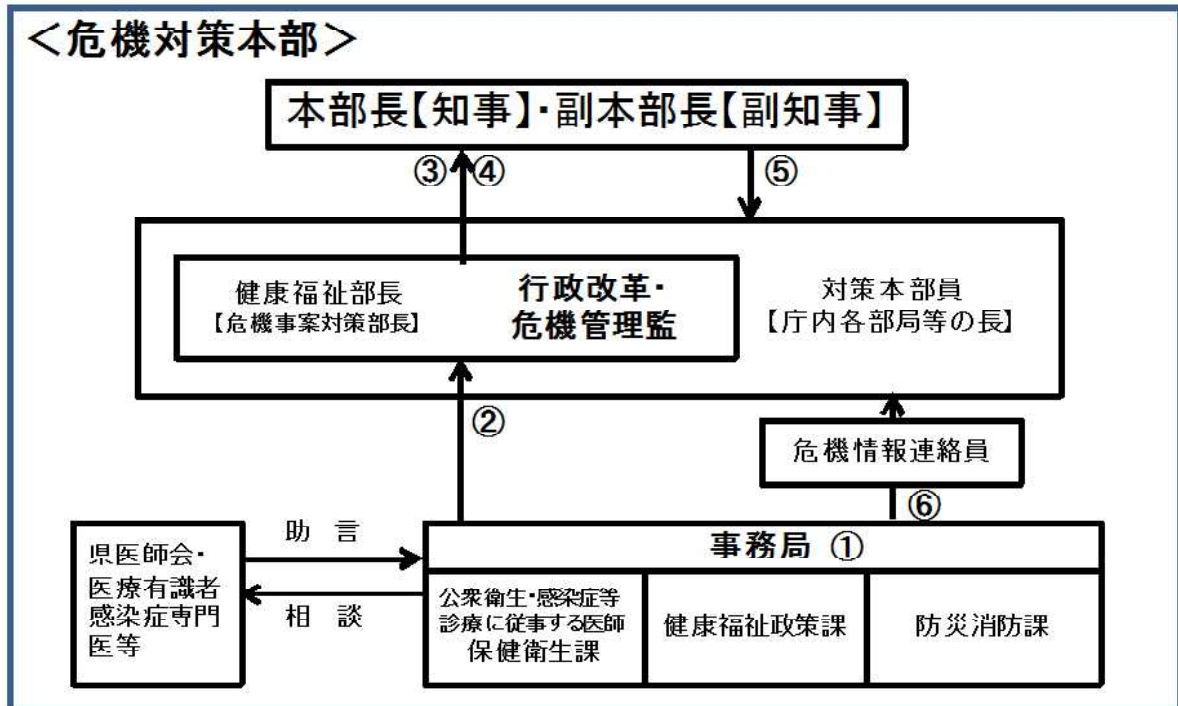 ＜危機対策本部＞
本部長【知事】・副本部長【副知事】
③ ④
⑤
健康福祉部長
【危機事案対策部長】
行政改革・
危機管理監
対策本部員
【庁内各部局等の長】
②
危機情報連絡員
⑥
県医師会・
医療有識者
感染症専門
医等
助 言
相 談
事務局 ①
公衆衛生・感染症等
診療に従事する医師
保健衛生課
健康福祉政策課
防災消防課